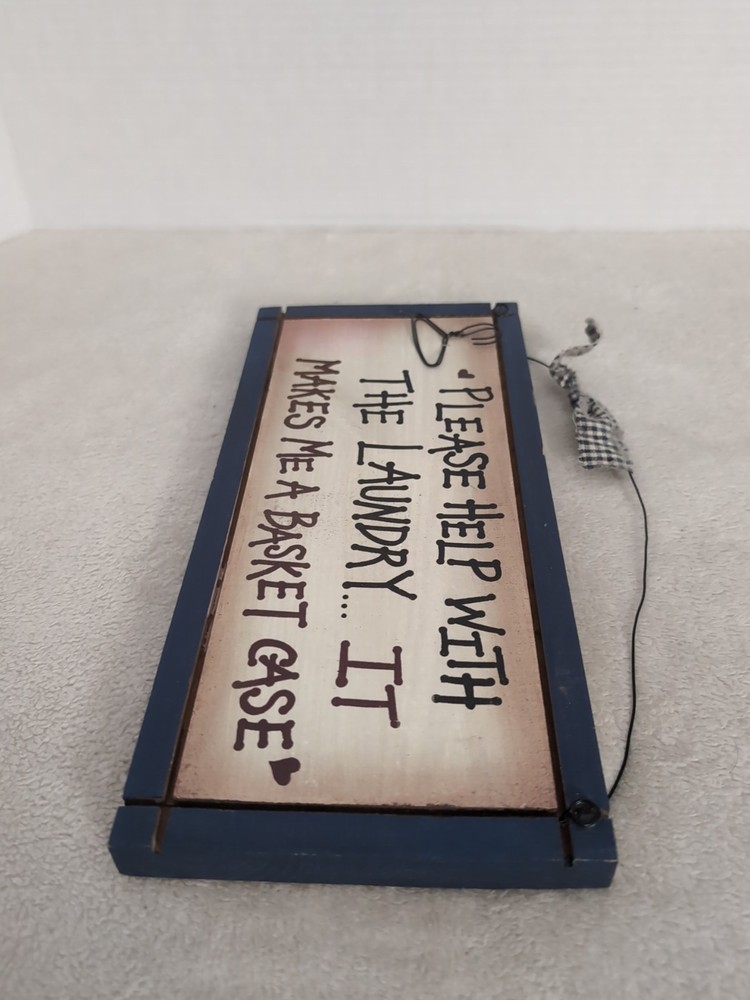 PLEASE HELP WITH
THE LAUNDRY... IT
MAKES ME A BASKET CASE